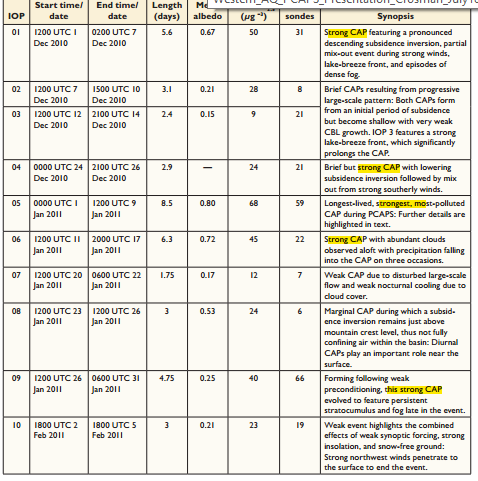 Start time/ End time/ Length
IOP date date (days) albedo (μg ⁻¹) sondes Synopsis
01 1200 UTC 1 0200 UTC 7 5.6 0.67 50 31 Strong CAP featuring a pronounced
Dec 2010 Dec 2010 descending subsidence inversion, partial
mix-out event during strong winds,
lake-breeze front, and episodes of
dense fog.
02 1200 UTC 7 1500 UTC 10 3.1 0.21 28 8 Brief CAPs resulting from progressive
Dec 2010 Dec 2010 large-scale pattern: Both CAPs form
03 1200 UTC 12 2100 UTC 14 2.4 0.15 9 21 from an initial period of subsidence
Dec 2010 Dec 2010 but become shallow with very weak
CBL growth. IOP 3 features a strong
lake-breeze front, which significantly
prolongs the CAP.
04 0000 UTC 24 2100 UTC 26 2.9 — 24 21 Brief but strong CAP with lowering
Dec 2010 Dec 2010 subsidence inversion followed by mix
out from strong southerly winds.
05 0000 UTC 1 1200 UTC 9 8.5 0.80 68 59 Longest-lived, strongest, most-polluted
Jan 2011 Jan 2011 CAP during PCAPS: Further details are
highlighted in text.
06 1200 UTC 11 2000 UTC 17 6.3 0.72 45 22 Strong CAP with abundant clouds
Jan 2011 Jan 2011 observed aloft with precipitation falling
into the CAP on three occasions.
07 1200 UTC 20 0600 UTC 22 1.75 0.17 12 7 Weak CAP due to disturbed large-scale
Jan 2011 Jan 2011 flow and weak nocturnal cooling due to
cloud cover.
08 1200 UTC 23 1200 UTC 26 3 0.53 24 6 Marginal CAP during which a subsid-
Jan 2011 Jan 2011 ence inversion remains just above
mountain crest level, thus not fully
confining air within the basin: Diurnal
CAPs play an important role near the
surface.
09 1200 UTC 26 0600 UTC 31 4.75 0.25 40 66 Forming following weak
Jan 2011 Jan 2011 preconditioning, this strong CAP
evolved to feature persistent
stratocumulus and fog late in the event.
10 1800 UTC 2 1800 UTC 5 3 0.21 23 19 Weak event highlights the combined
Feb 2011 Feb 2011 effects of weak synoptic forcing, strong
insolation, and snow-free ground:
Strong northwest winds penetrate to
the surface to end the event.